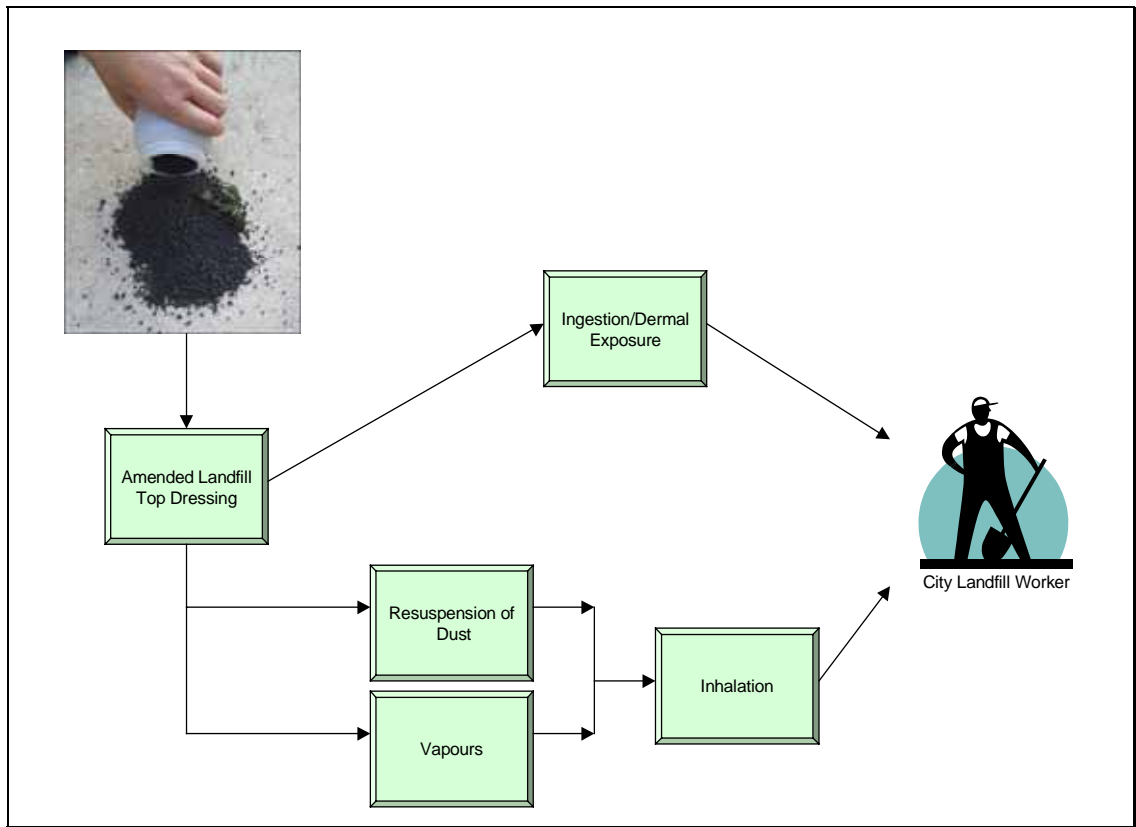 Ingestion/Dermal
Exposure
Amended Landfill
Top Dressing
City Landfill Worker
Resuspension of
Dust
Inhalation
Vapours